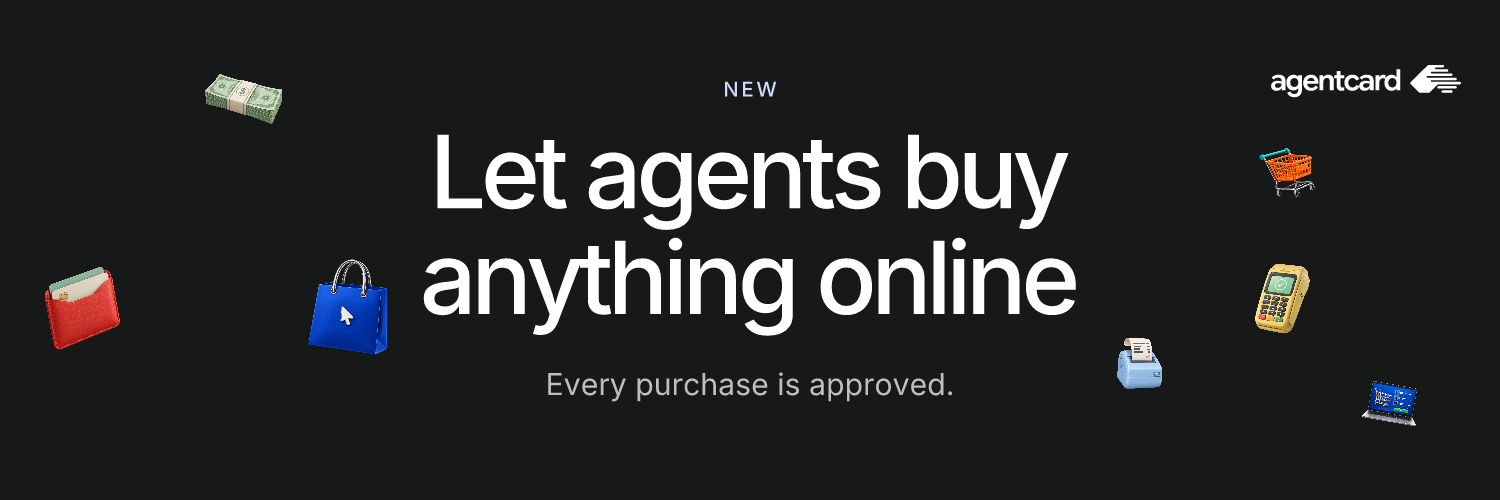 NEW
agentcard
Let agents buy
anything online
Every purchase is approved.